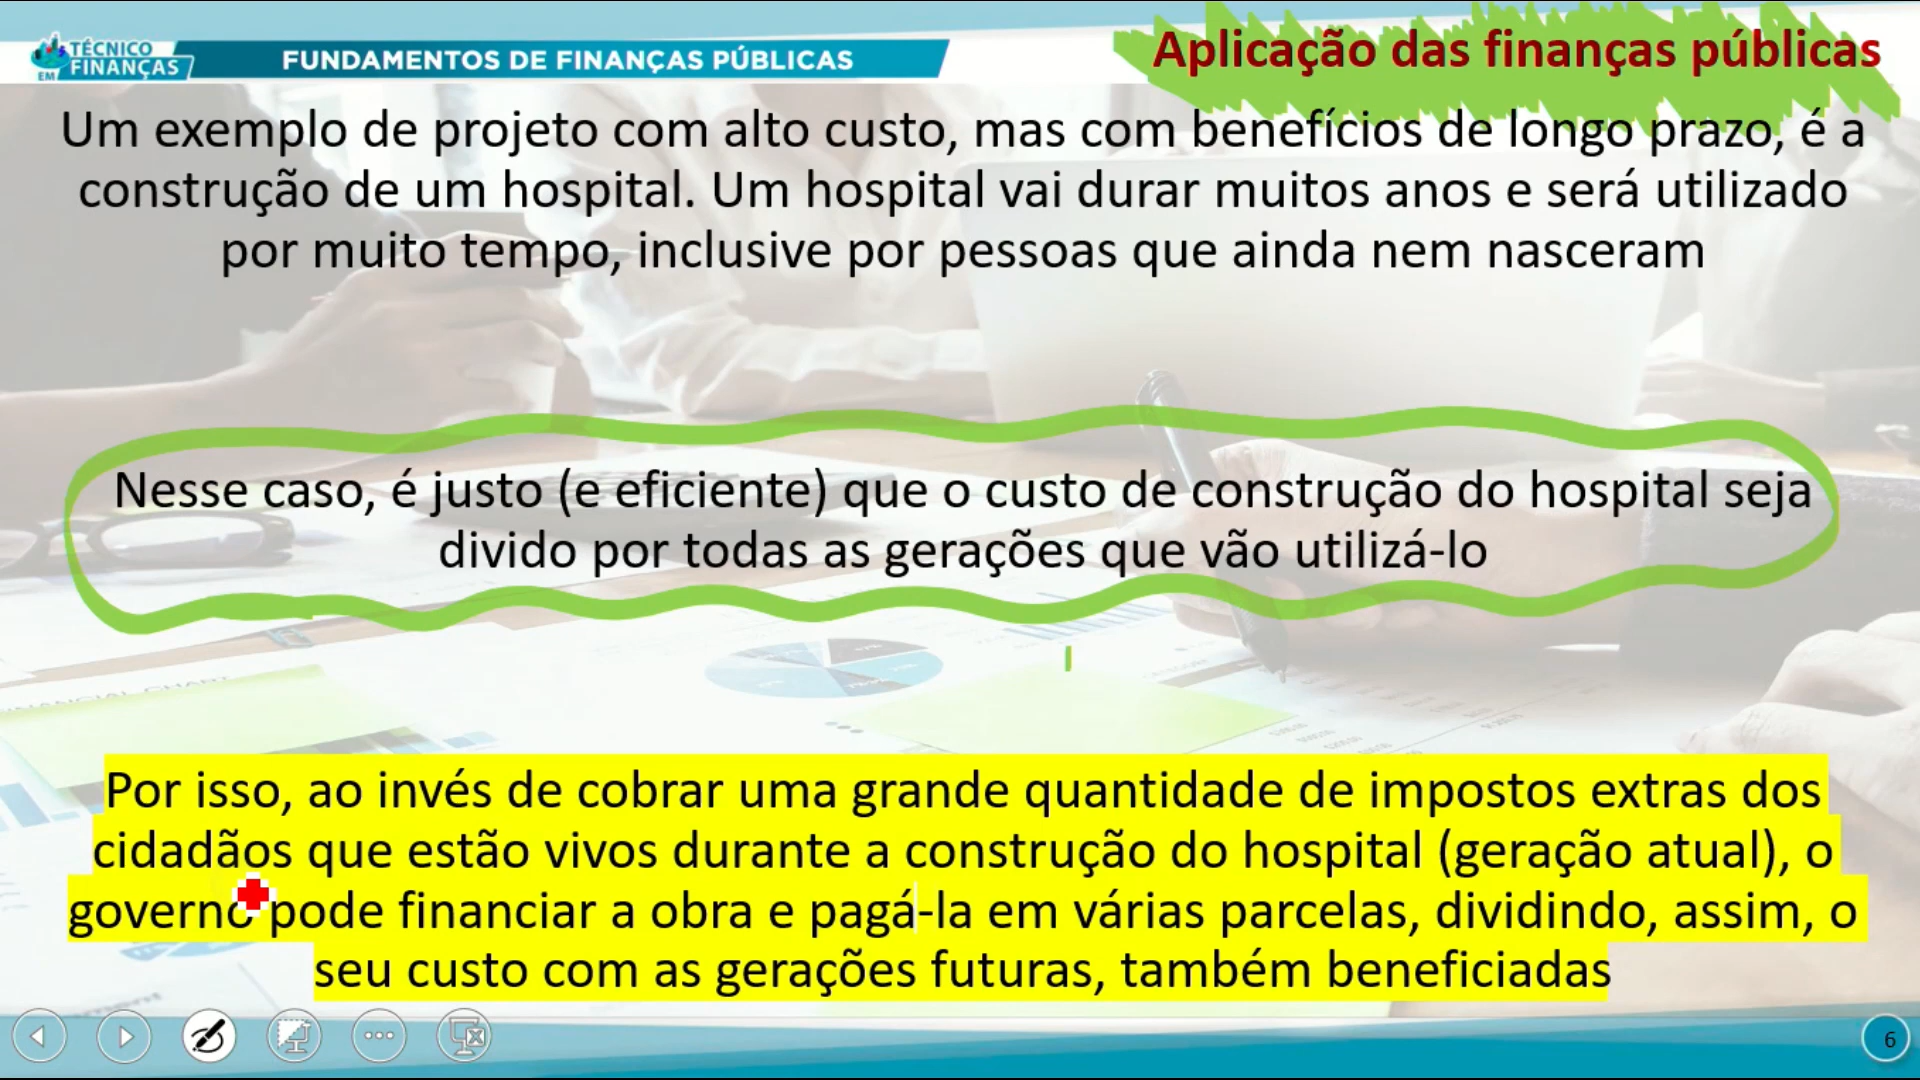 TÉCNICO
EM FINANÇAS
FUNDAMENTOS DE FINANÇAS PÚBLICAS
Aplicação das finanças públicas
Um exemplo de projeto com alto custo, mas com benefícios de longo prazo, é a
construção de um hospital. Um hospital vai durar muitos anos e será utilizado
por muito tempo, inclusive por pessoas que ainda nem nasceram
Nesse caso, é justo (e eficiente) que o custo de construção do hospital seja
divido por todas as gerações que vão utilizá-lo
Por isso, ao invés de cobrar uma grande quantidade de impostos extras dos
cidadãos que estão vivos durante a construção do hospital (geração atual), o
governo pode financiar a obra e pagá-la em várias parcelas, dividindo, assim, o
seu custo com as gerações futuras, também beneficiadas
6